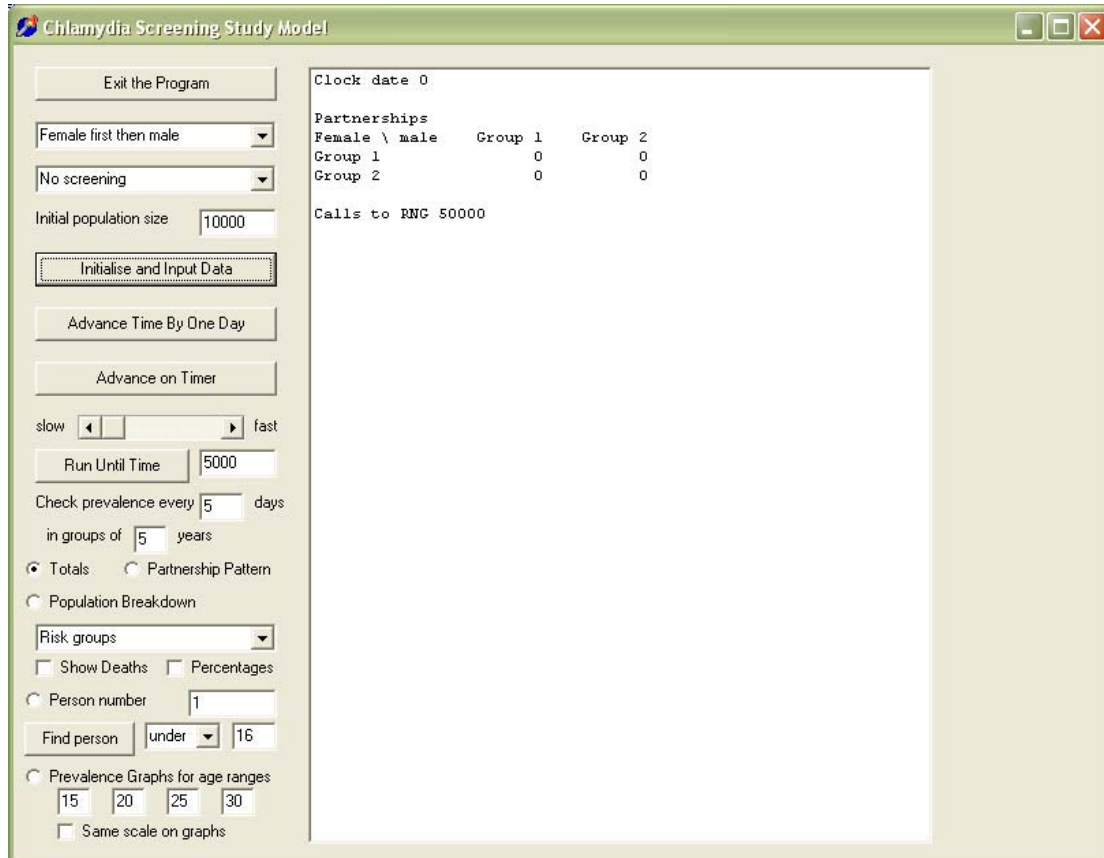 Chlamydia Screening Study Model
Exit the Program
Female first then male
No screening
Initial population size 10000
Initialise and Input Data
Advance Time By One Day
Advance on Timer
slow fast
Run Until Time 5000
Check prevalence every 5 days
in groups of 5 years
Totals Partnership Pattern
Population Breakdown
Risk groups
Show Deaths Percentages
Person number 1
Find person under 16
Prevalence Graphs for age ranges
15 20 25 30
Same scale on graphs
Clock date 0
Partnerships
Female \ male Group 1 Group 2
Group 1 0 0
Group 2 0 0
Calls to RNG 50000